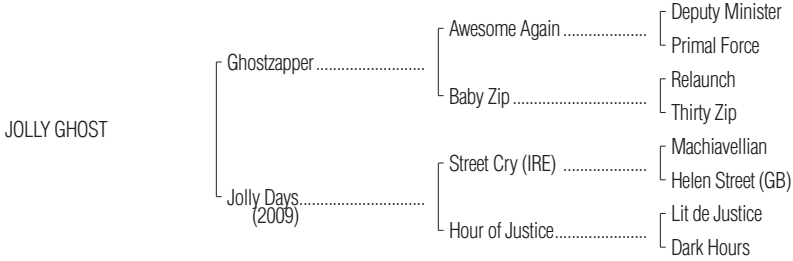 Deputy Minister
Awesome Again ....................
Primal Force
Ghostzapper ..........................
Relaunch
Baby Zip ................................
Thirty Zip
JOLLY GHOST
Machiavellian
Street Cry (IRE) ....................
Helen Street (GB)
Jolly Days..............................
(2009)
Lit de Justice
Hour of Justice......................
Dark Hours